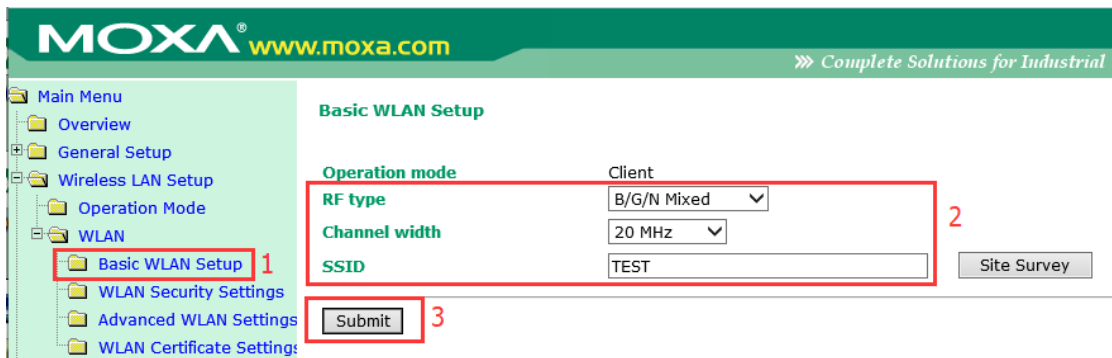 MOXA® www.moxa.com
Complete Solutions for Industrial
Main Menu
Overview
General Setup
Wireless LAN Setup
Operation Mode
WLAN
Basic WLAN Setup 1
WLAN Security Settings
Advanced WLAN Settings
WLAN Certificate Settings
Basic WLAN Setup
Operation mode Client
RF type B/G/N Mixed
2
Channel width 20 MHz
SSID TEST Site Survey
Submit 3